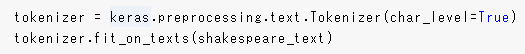 tokenizer = keras.preprocessing.text.Tokenizer(char_level=True)
tokenizer.fit_on_texts(shakespeare_text)